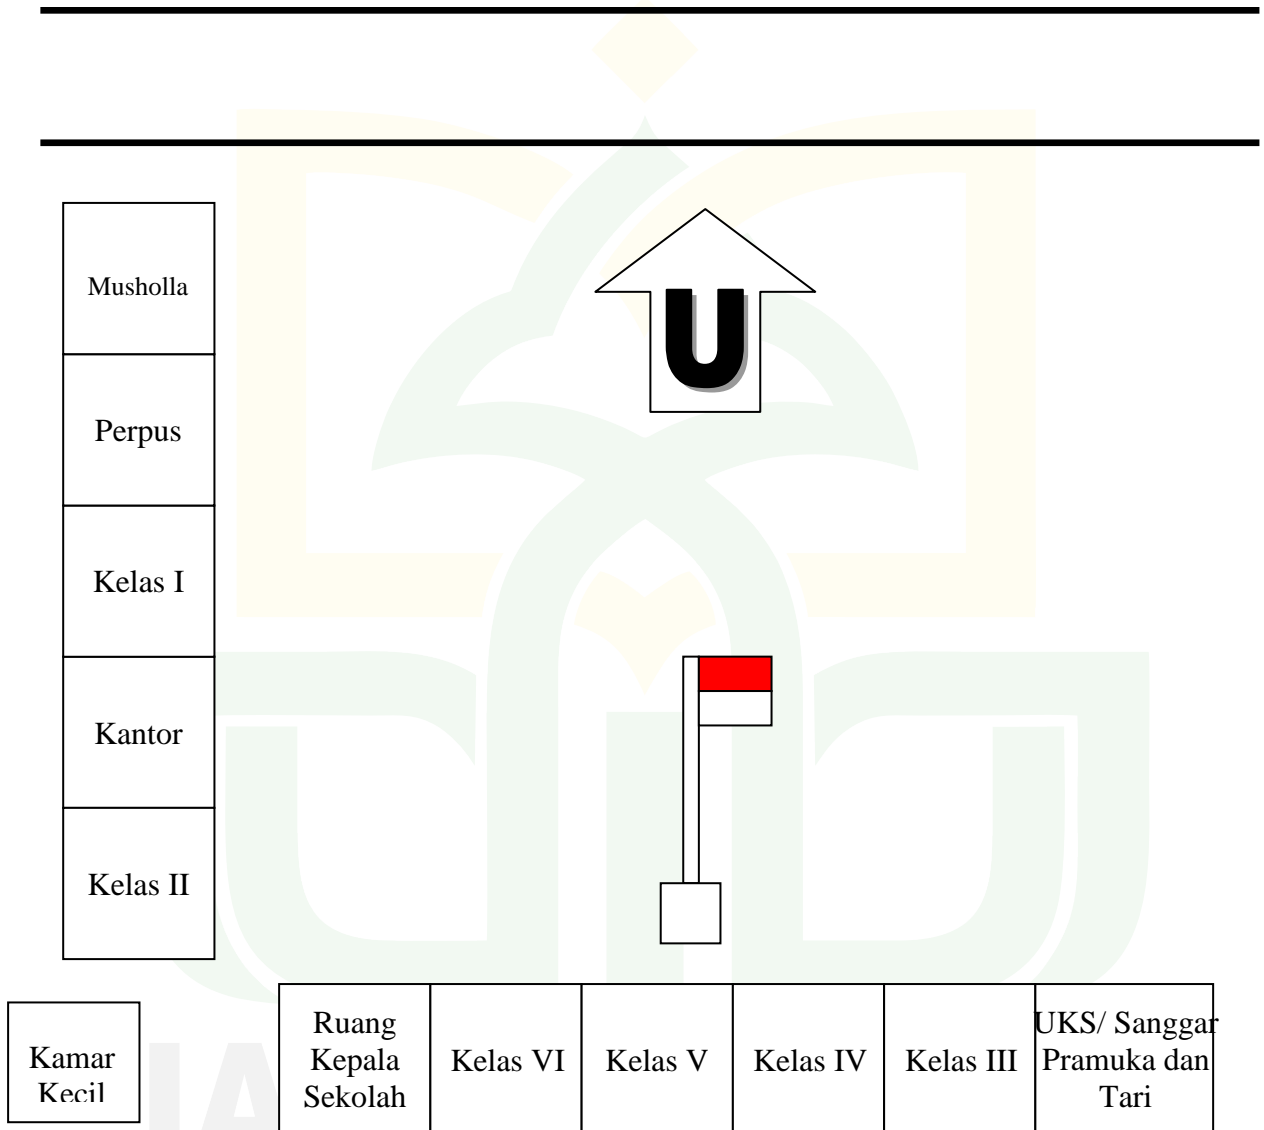 U
Musholla
Perpus
Kelas I
Kantor
Kelas II
Kamar
Kecil
Ruang
Kepala
Sekolah
Kelas VI
Kelas V
Kelas IV
Kelas III
UKS/ Sanggar
Pramuka dan
Tari